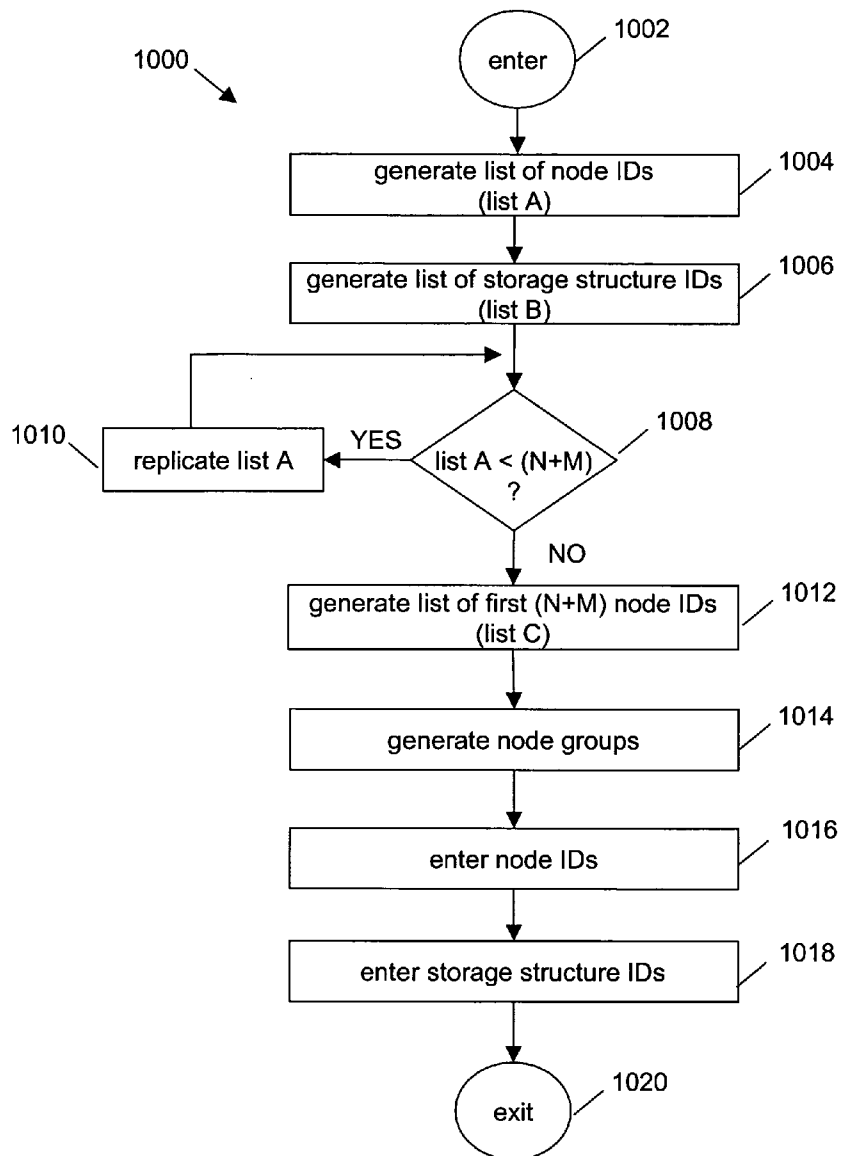 1002
enter
1000
generate list of node IDs
(list A)
1004
generate list of storage structure IDs
(list B)
1006
1010
replicate list A
YES
list A < (N+M)
?
1008
NO
generate list of first (N+M) node IDs
(list C)
1012
generate node groups
1014
enter node IDs
1016
enter storage structure IDs
1018
exit
1020